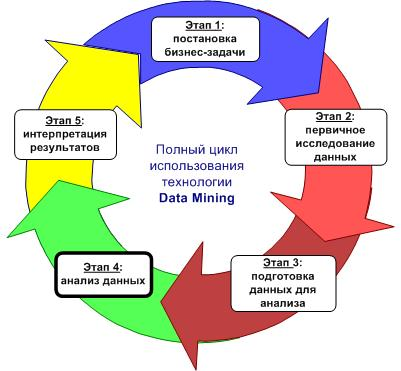 Этап 1:
постановка
бизнес-задачи
Этап 2:
первичное
исследование
данных
Этап 3:
подготовка
данных для
анализа
Этап 4:
анализ данных
Этап 5:
интерпретация
результатов
Полный цикл
использования
технологии
Data Mining